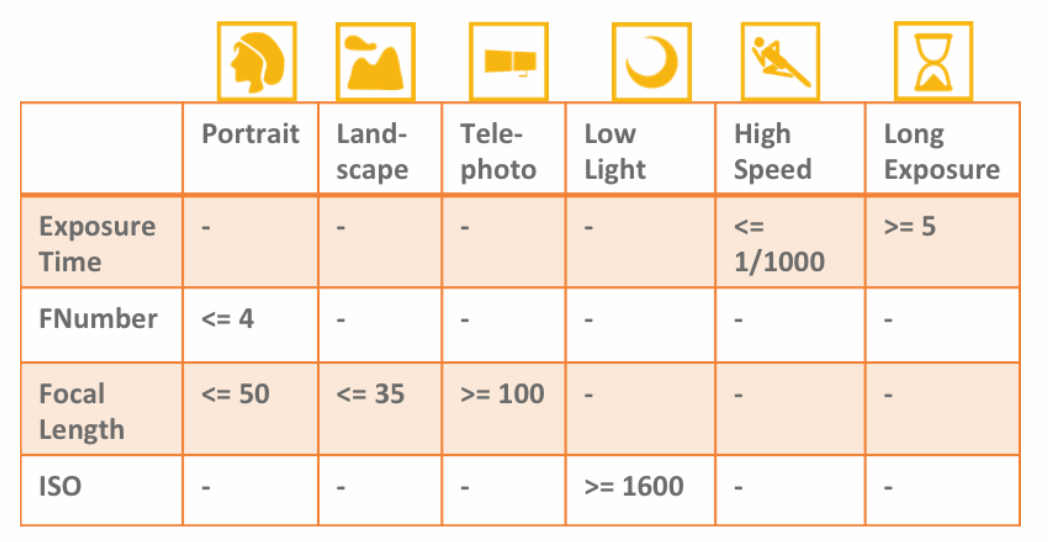 Portrait Land- Tele- Low High Long
scape photo Light Speed Exposure
Exposure - - - - <= >= 5
Time 1/1000
FNumber <= 4 - - - - -
Focal <= 50 <= 35 >= 100 - - -
Length
ISO - - - >= 1600 - -